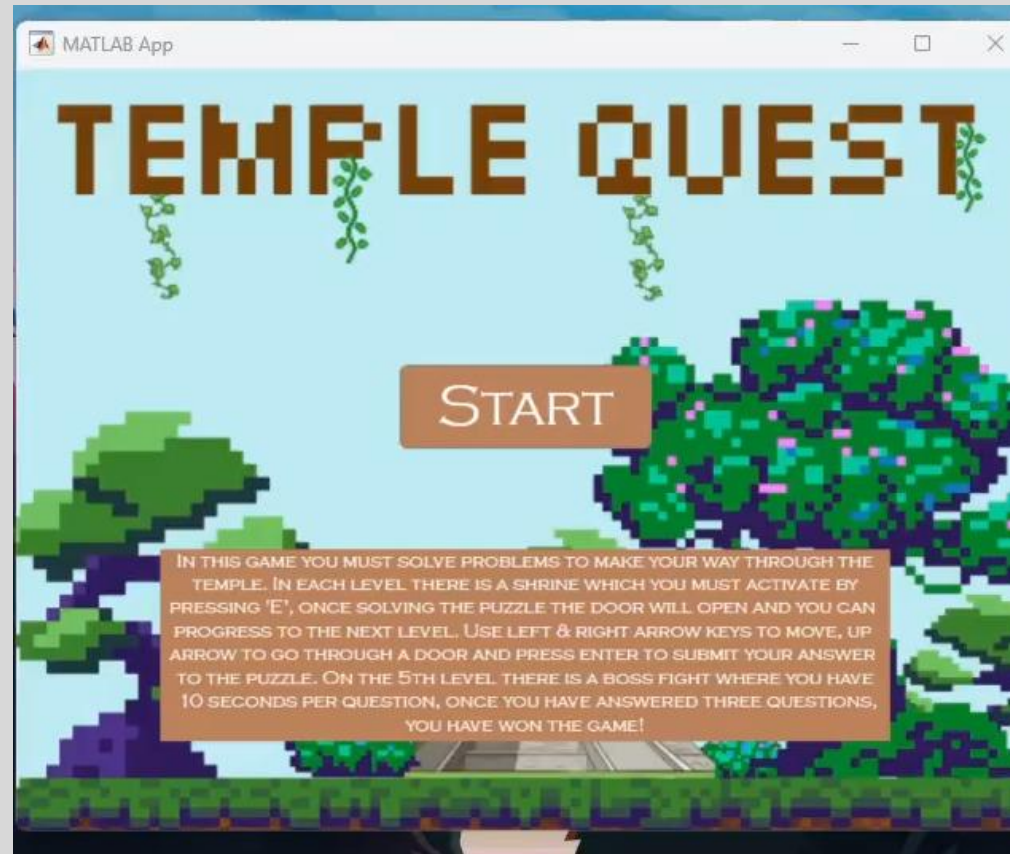 MATLAB App
TEMPLE QUEST
START
IN THIS GAME YOU MUST SOLVE PROBLEMS TO MAKE YOUR WAY THROUGH THE
TEMPLE. IN EACH LEVEL THERE IS A SHRINE WHICH YOU MUST ACTIVATE BY
PRESSING 'E', ONCE SOLVING THE PUZZLE THE DOOR WILL OPEN AND YOU CAN
PROGRESS TO THE NEXT LEVEL. USE LEFT & RIGHT ARROW KEYS TO MOVE, UP
ARROW TO GO THROUGH A DOOR AND PRESS ENTER TO SUBMIT YOUR ANSWER
TO THE PUZZLE. ON THE 5TH LEVEL THERE IS A BOSS FIGHT WHERE YOU HAVE
10 SECONDS PER QUESTION, ONCE YOU HAVE ANSWERED THREE QUESTIONS,
YOU HAVE WON THE GAME!